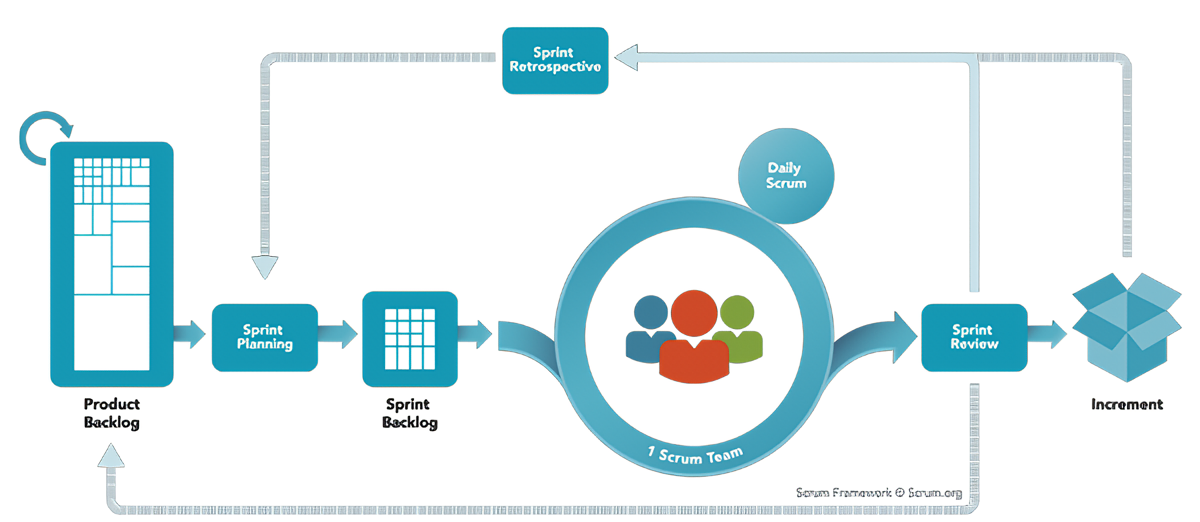 Sprint
Retrospective
Daily
Scrum
Sprint
Planning
Sprint
Review
Product
Backlog
Sprint
Backlog
Increment
1 Scrum Team
Scrum Framework © Scrum.org